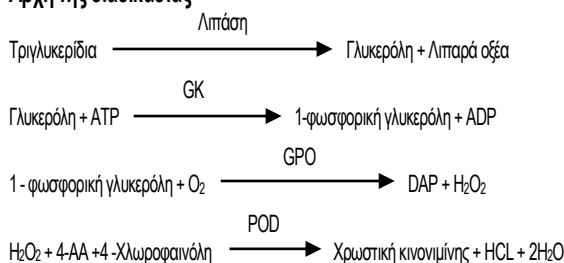 Αρχή της διαδικασίας
Λιπάση
Τριγλυκερίδια → Γλυκερόλη + Λιπαρά οξέα
GK
Γλυκερόλη + ATP → 1-φωσφορική γλυκερόλη + ADP
GPO
1 - φωσφορική γλυκερόλη + O₂ → DAP + H₂O₂
POD
H₂O₂ + 4-AA +4 -Χλωροφαινόλη → Χρωστική κινονιμίνης + HCL + 2H₂O